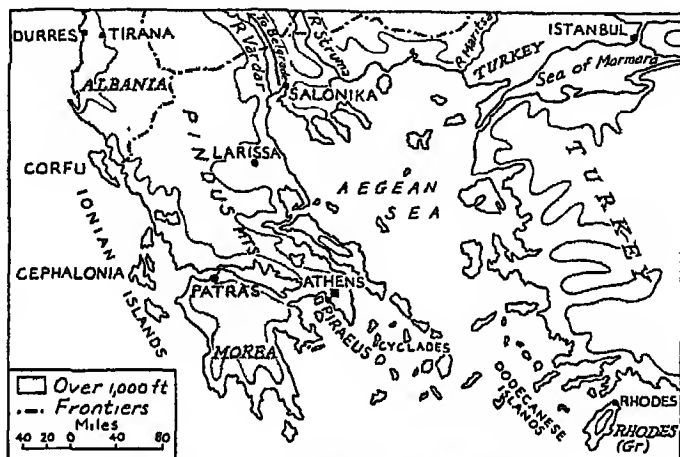 DURRES
TIRANA
R Vardar
To Belgrade
R Struma
R. Maritsa
TURKEY
ISTANBUL
Sea of Marmara
ALBANIA
SALONIKA
PINDUS MTS
LARISSA
CORFU
AEGEAN
SEA
TURKEY
IONIAN
ISLANDS
CEPHALONIA
PATRAS
ATHENS
PIRAEUS
CYCLADES
MOREA
DODECANESE
ISLANDS
RHODES
RHODES
(Gr)
Over 1,000 ft
Frontiers
Miles
40 0 40 80